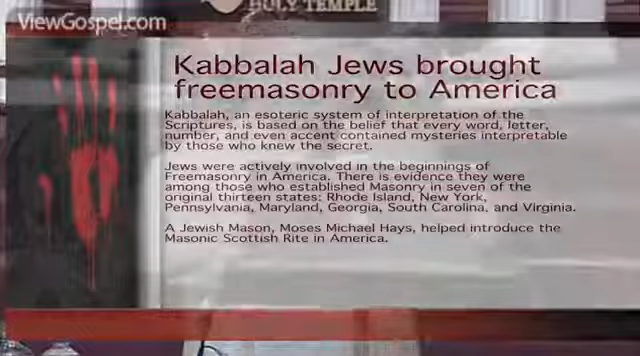 HOLY TEMPLE
ViewGospel.com
Kabbalah Jews brought
freemasonry to America
Kabbalah, an esoteric system of interpretation of the
Scriptures, is based on the belief that every word, letter,
number, and even accent contained mysteries interpretable
by those who knew the secret.
Jews were actively involved in the beginnings of
Freemasonry in America. There is evidence they were
among those who established Masonry in seven of the
original thirteen states: Rhode Island, New York,
Pennsylvania, Maryland, Georgia, South Carolina, and Virginia.
A Jewish Mason, Moses Michael Hays, helped introduce the
Masonic Scottish Rite in America.